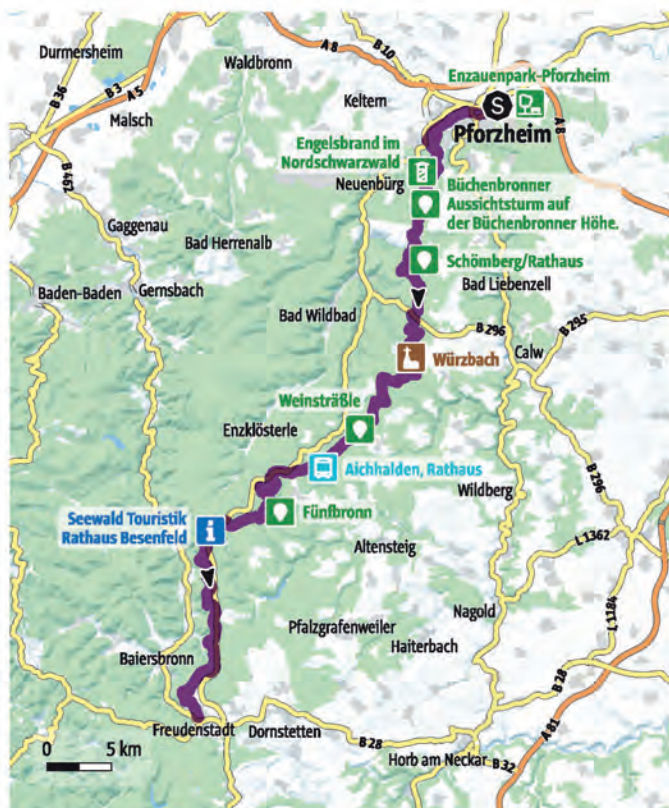 Durmersheim
A 8
B 10
Waldbronn
Enzauenpark-Pforzheim
B 36
B 3
A 5
Keltern
S
Malsch
Pforzheim
A 8
Engelsbrand im
Nordschwarzwald
B 462
Neuenbürg
Büchenbronner
Aussichtsturm auf
der Büchenbronner Höhe.
Gaggenau
Bad Herrenalb
Schömberg/Rathaus
Baden-Baden
Gernsbach
Bad Liebenzell
Bad Wildbad
B 296
B 295
Calw
Würzbach
Weinsträßle
Enzklösterle
Aichhalden, Rathaus
B 296
Wildberg
Fünfbronn
Seewald Touristik
Rathaus Besenfeld
i
L 1362
Altensteig
L 1184
Nagold
Pfalzgrafenweiler
Haiterbach
Baiersbronn
B 28
A 81
Freudenstadt
Dornstetten
B 28
Horb am Neckar
B 32
0 5 km